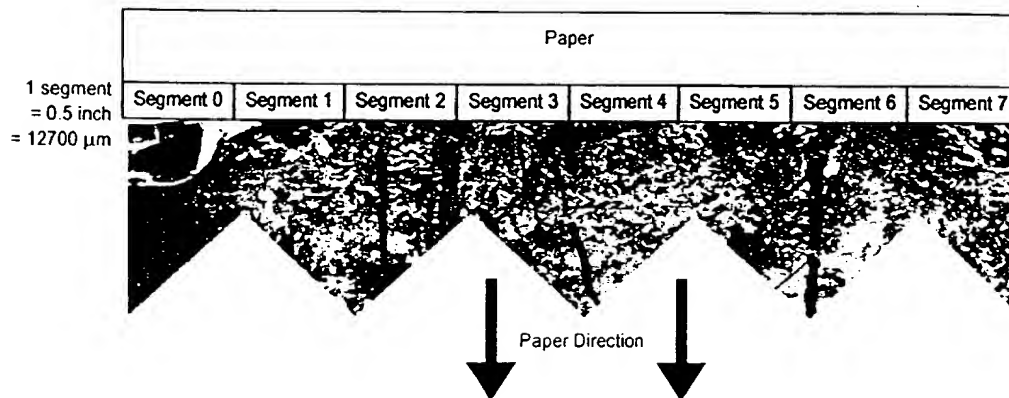 Paper
1 segment
= 0.5 inch
= 12700 µm
Segment 0 Segment 1 Segment 2 Segment 3 Segment 4 Segment 5 Segment 6 Segment 7
Paper Direction